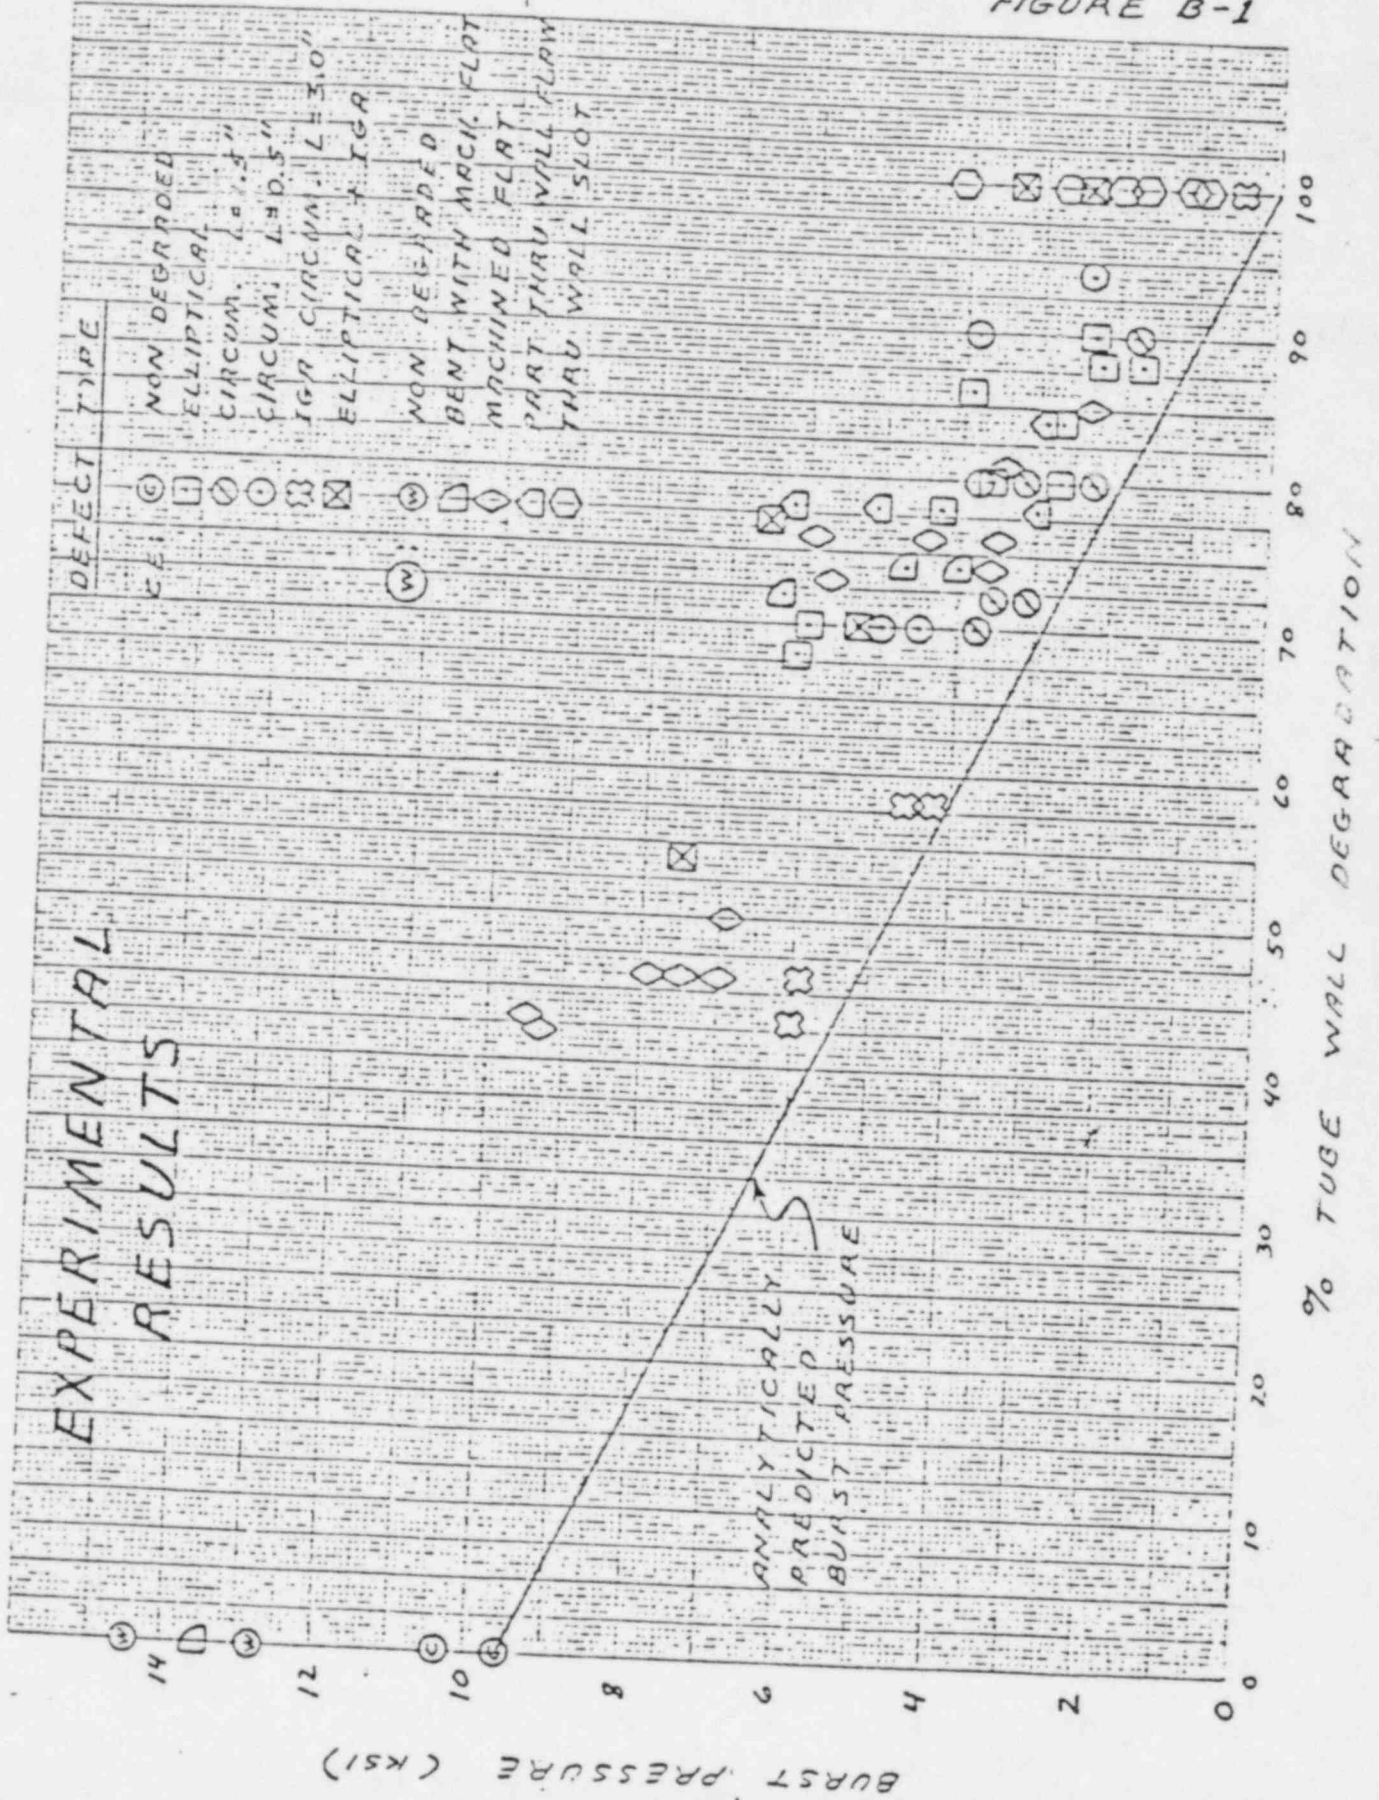 FIGURE B-1
EXPERIMENTAL
RESULTS
DEFECT TYPE
CE:
C NON DEGRADED
ELLIPTICAL
CIRCUM. L=1.5"
CIRCUM. L=0.5"
IGA CIRCUM. L=3.0"
ELLIPTICAL + IGA
W:
W NON DEGRADED
BENT WITH MACH. FLAT
MACHINED FLAT
PART THRU WALL FLAW
THRU WALL SLOT
ANALYTICALLY
PREDICTED
BURST PRESSURE
W
W
C
C
BURST PRESSURE (KSI)
14
12
10
8
6
4
2
0
0 10 20 30 40 50 60 70 80 90 100
% TUBE WALL DEGRADATION